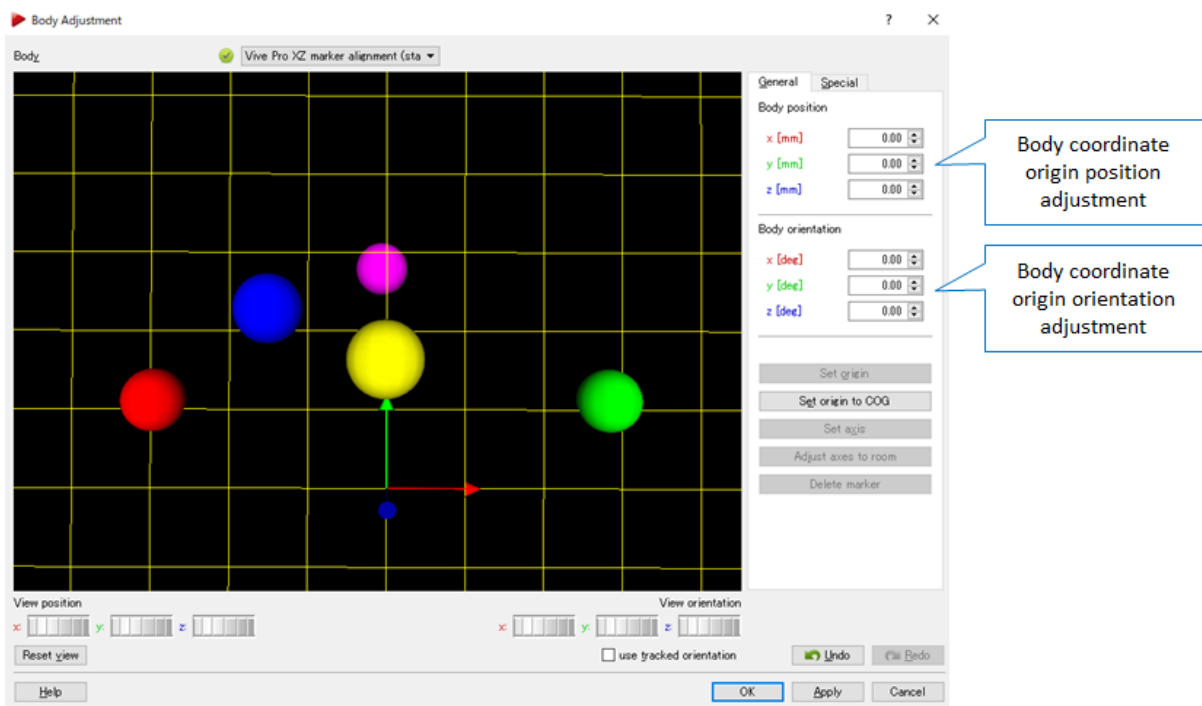 Body Adjustment
?
Body
Vive Pro XZ marker alignment (sta
General
Special
Body position
x [mm]
0.00
y [mm]
0.00
z [mm]
0.00
Body orientation
x [deg]
0.00
y [deg]
0.00
z [deg]
0.00
Set origin
Set origin to COG
Set axis
Adjust axes to room
Delete marker
Body coordinate
origin position
adjustment
Body coordinate
origin orientation
adjustment
View position
View orientation
x:
y:
z:
x:
y:
z:
Reset view
use tracked orientation
Undo
Redo
Help
OK
Apply
Cancel